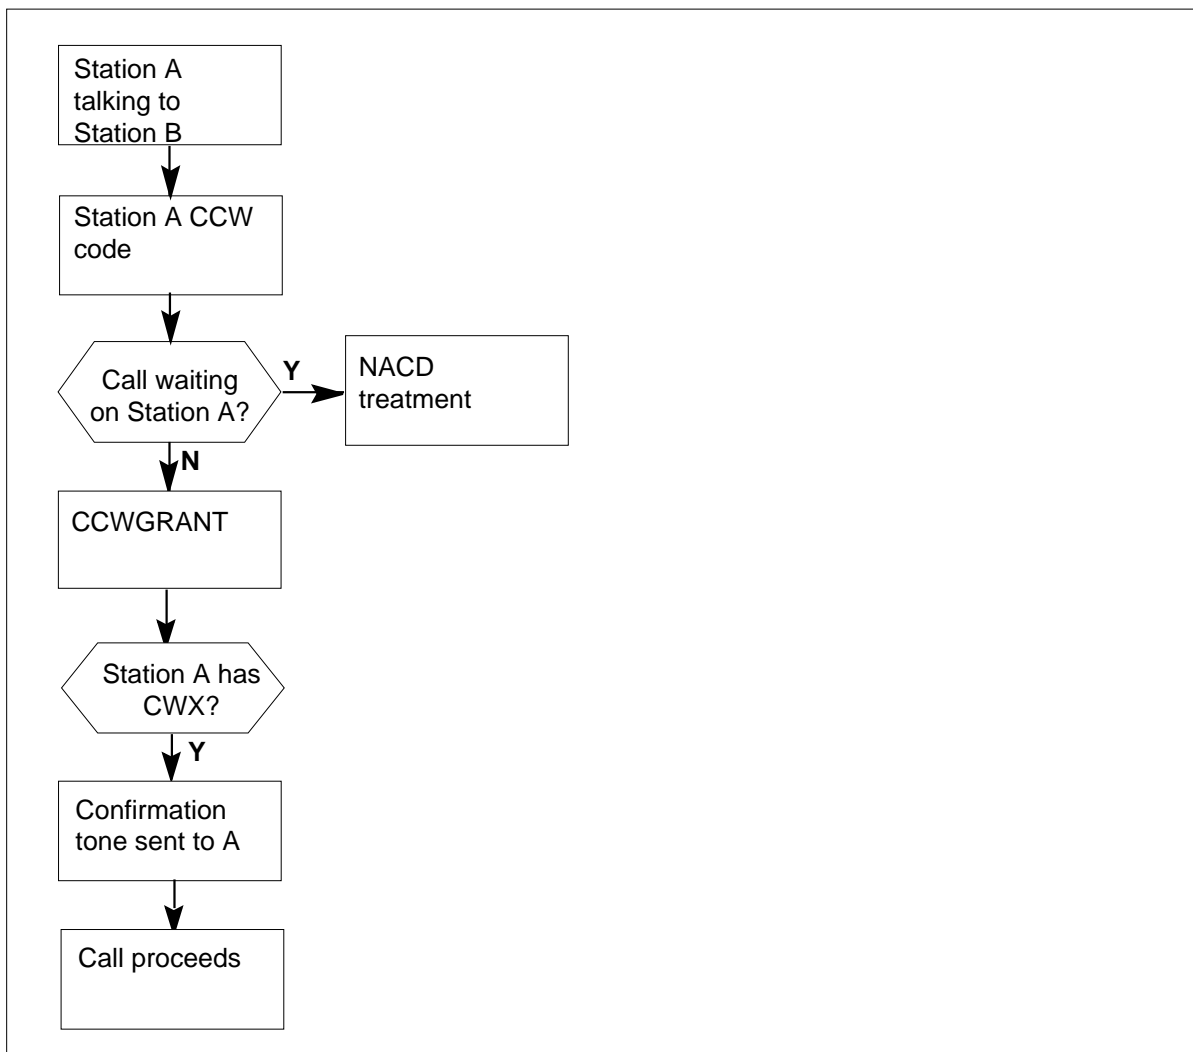 Station A
talking to
Station B
Station A CCW
code
Call waiting
on Station A?
Y
NACD
treatment
N
CCWGRANT
Station A has
CWX?
Y
Confirmation
tone sent to A
Call proceeds